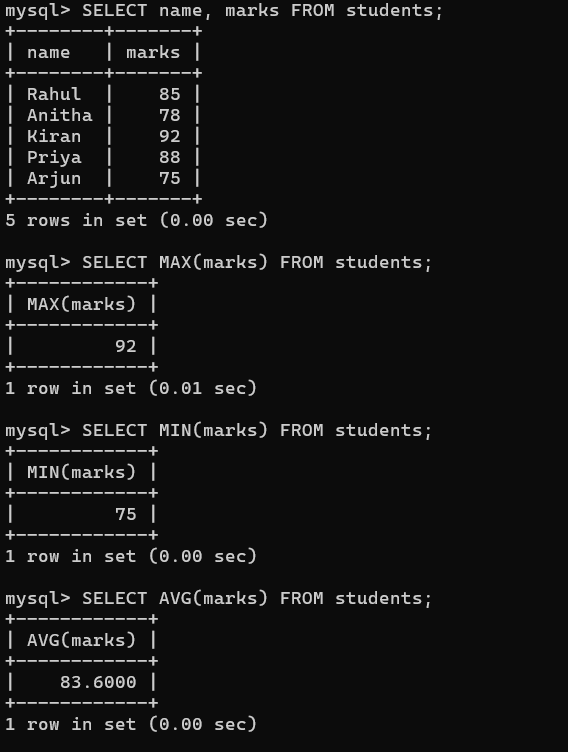 mysql> SELECT name, marks FROM students;
+--------+-------+
| name   | marks |
+--------+-------+
| Rahul  |    85 |
| Anitha |    78 |
| Kiran  |    92 |
| Priya  |    88 |
| Arjun  |    75 |
+--------+-------+
5 rows in set (0.00 sec)

mysql> SELECT MAX(marks) FROM students;
+------------+
| MAX(marks) |
+------------+
|         92 |
+------------+
1 row in set (0.01 sec)

mysql> SELECT MIN(marks) FROM students;
+------------+
| MIN(marks) |
+------------+
|         75 |
+------------+
1 row in set (0.00 sec)

mysql> SELECT AVG(marks) FROM students;
+------------+
| AVG(marks) |
+------------+
|    83.6000 |
+------------+
1 row in set (0.00 sec)